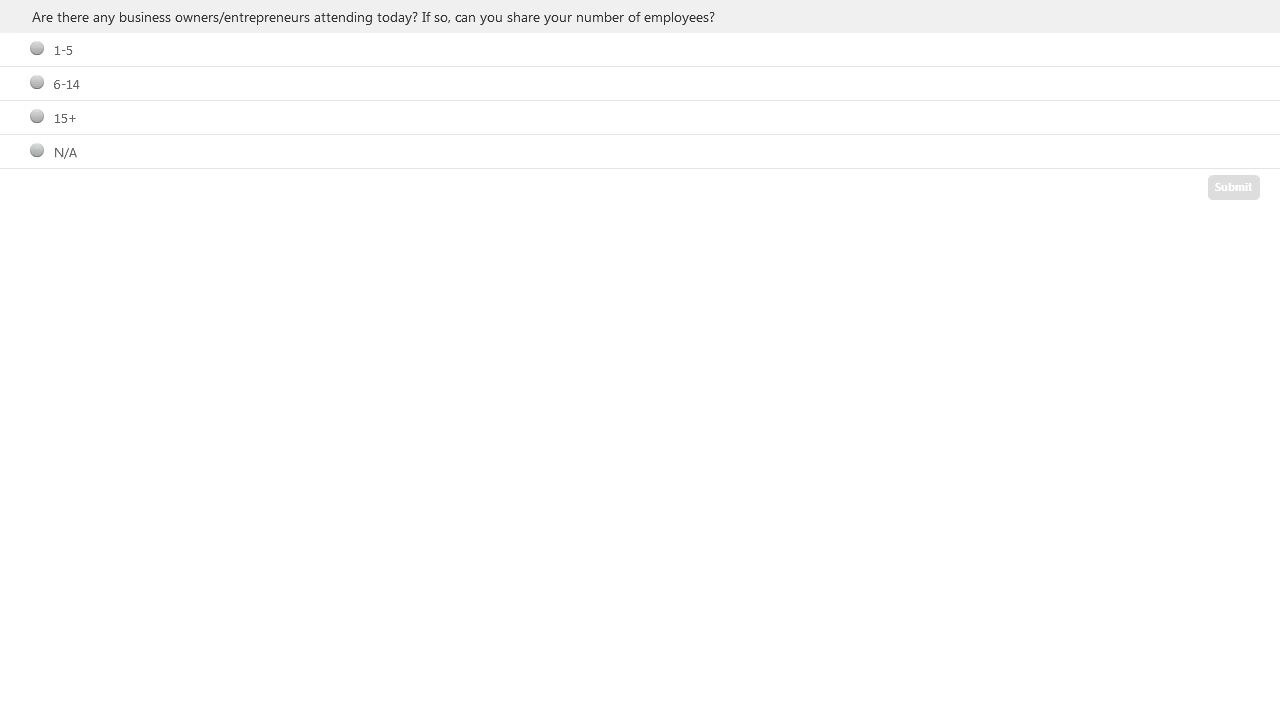 Are there any business owners/entrepreneurs attending today? If so, can you share your number of employees?
1-5
6-14
15+
N/A
Submit